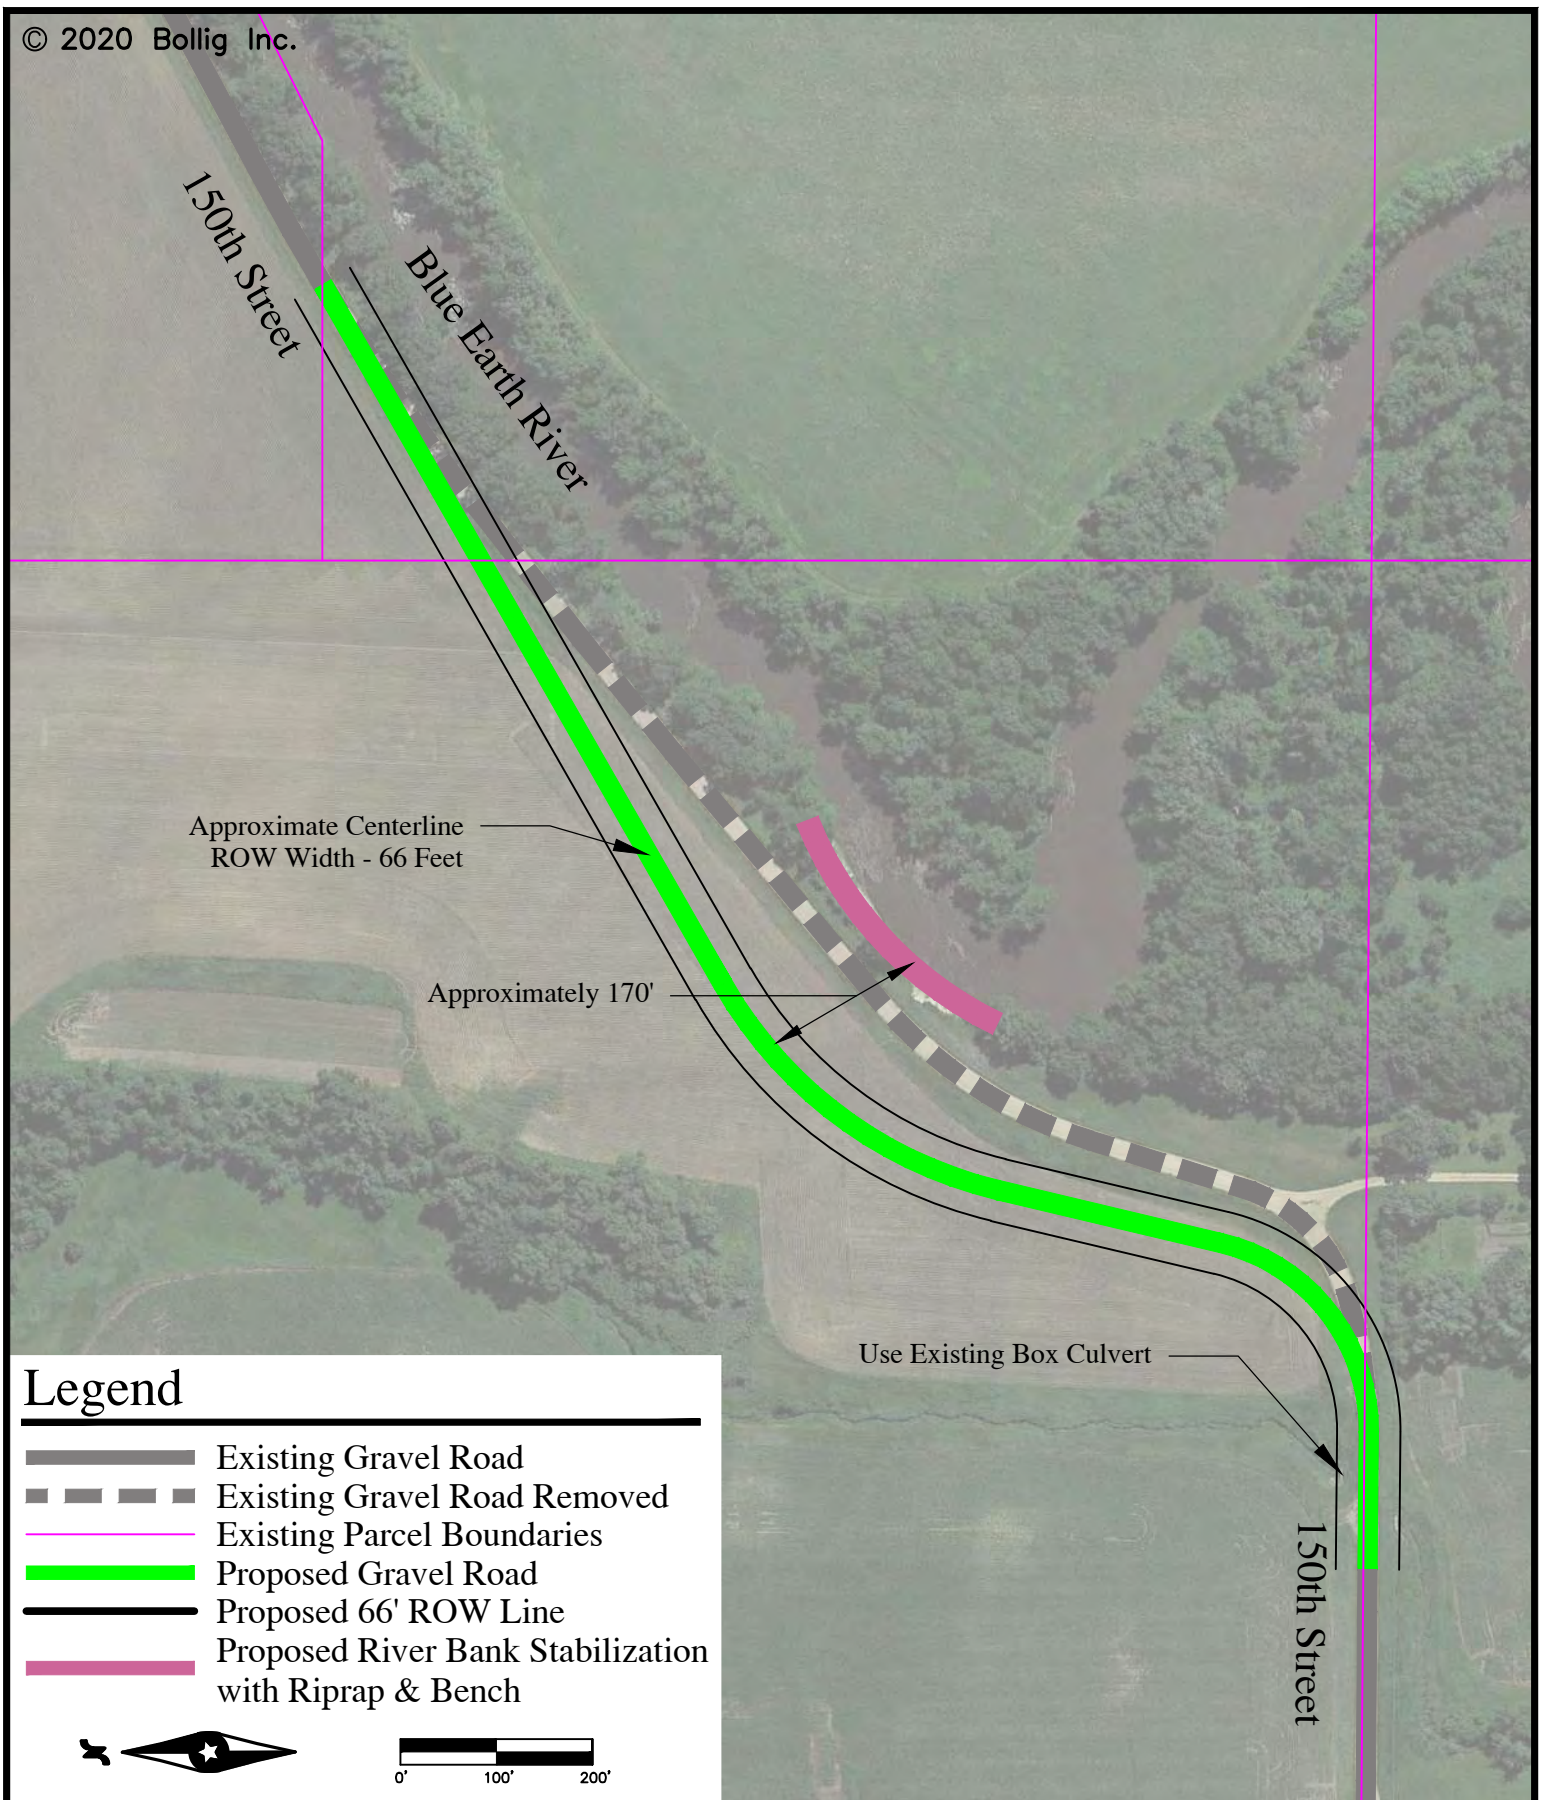 © 2020 Bollig Inc.
150th Street
Blue Earth River
Approximate Centerline
ROW Width - 66 Feet
Approximately 170'
Use Existing Box Culvert
150th Street
Legend
Existing Gravel Road
Existing Gravel Road Removed
Existing Parcel Boundaries
Proposed Gravel Road
Proposed 66' ROW Line
Proposed River Bank Stabilization
with Riprap & Bench
N
0' 100' 200'